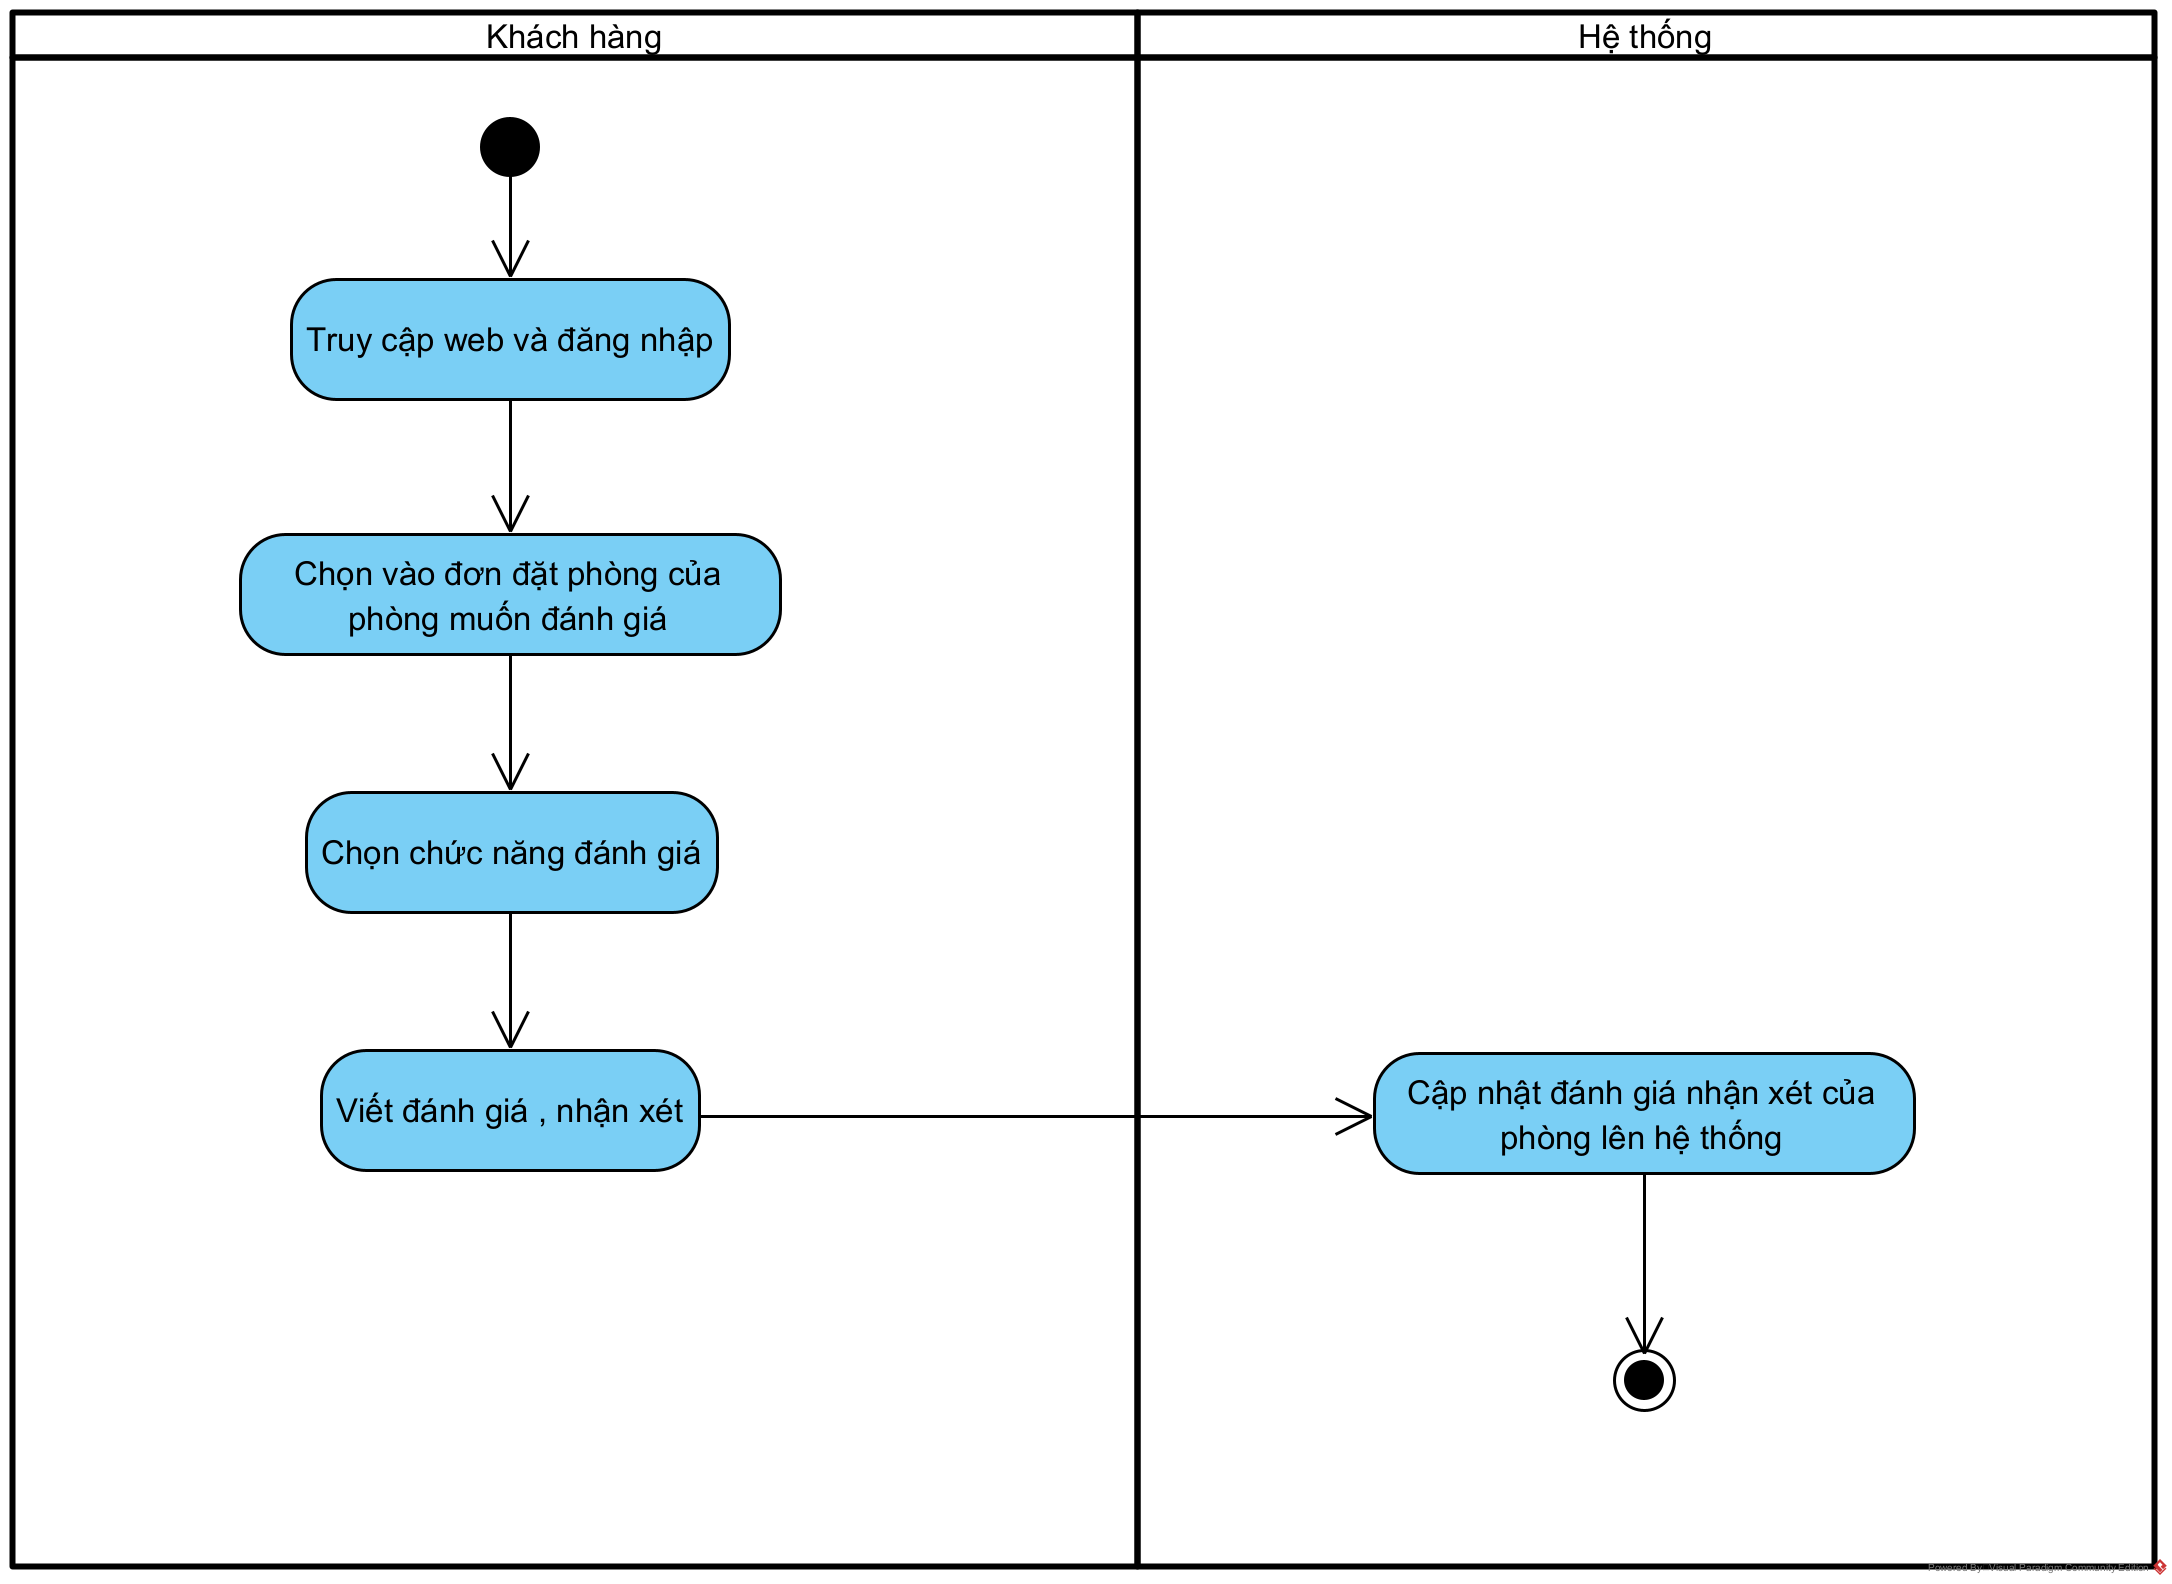 Khách hàng
Hệ thống
Truy cập web và đăng nhập
Chọn vào đơn đặt phòng của
phòng muốn đánh giá
Chọn chức năng đánh giá
Viết đánh giá , nhận xét
Cập nhật đánh giá nhận xét của
phòng lên hệ thống
Powered By: Visual Paradigm Community Edition